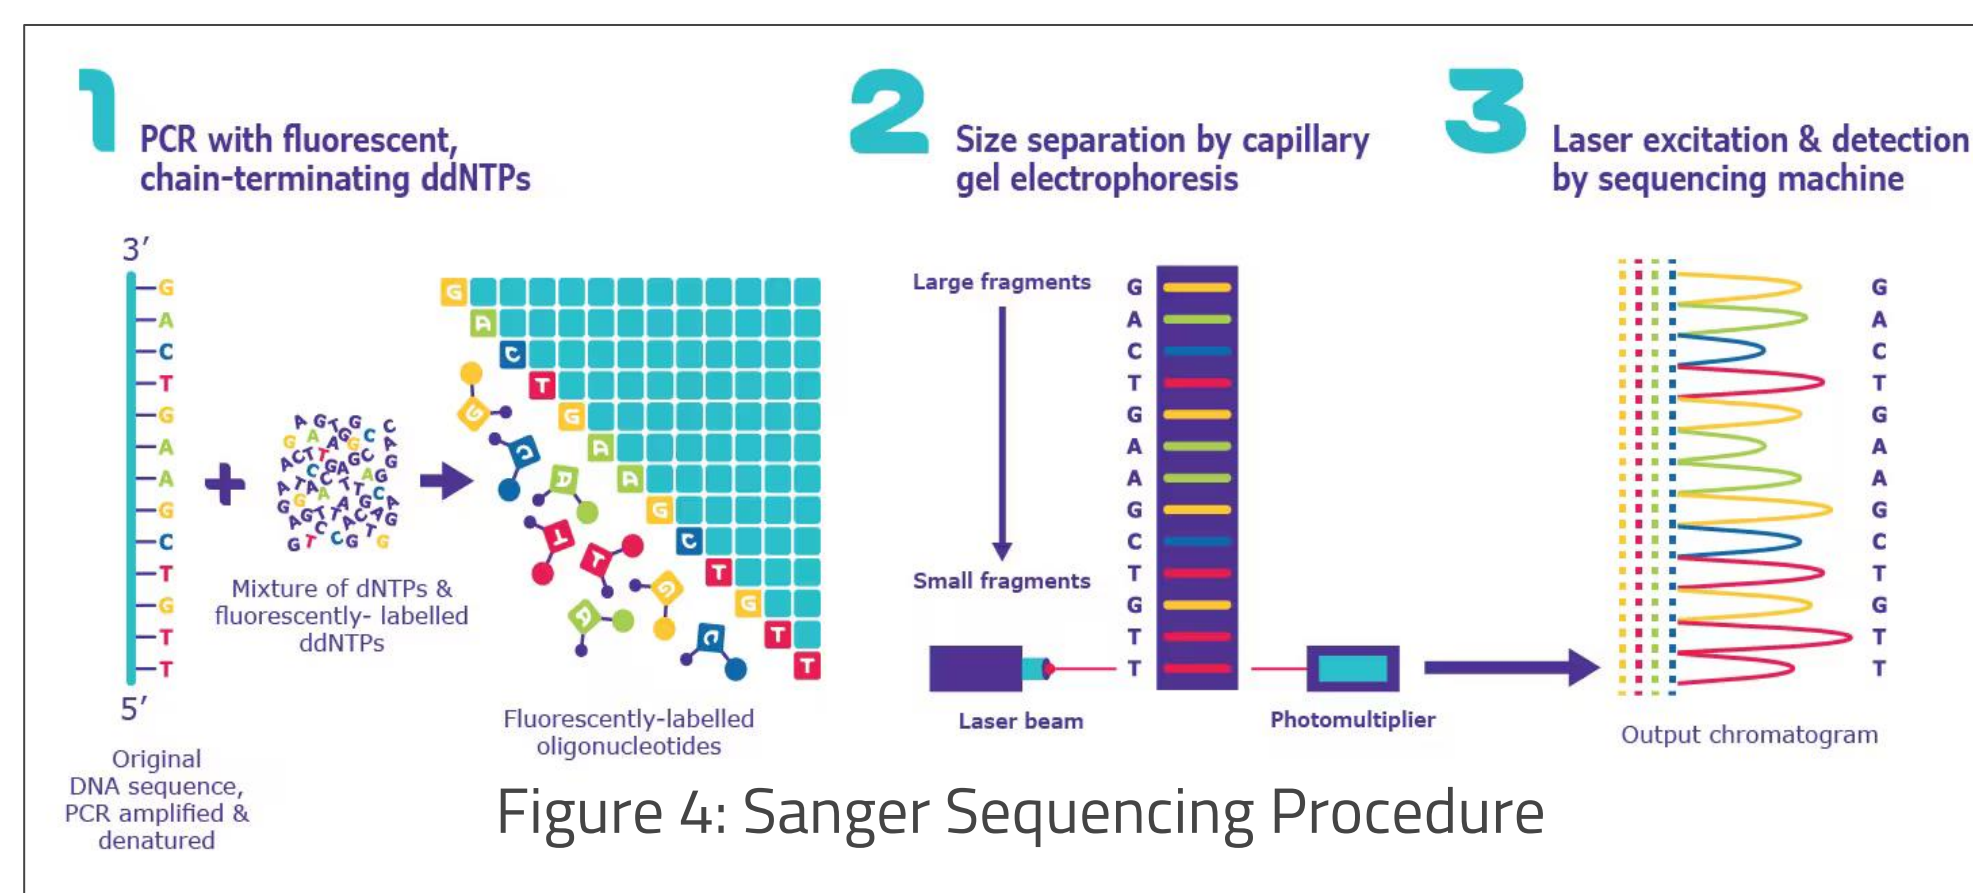 1
PCR with fluorescent,
chain-terminating ddNTPs
3′
G
A
C
T
G
A
A
G
C
T
G
T
T
5′
Original
DNA sequence,
PCR amplified &
denatured
+
Mixture of dNTPs &
fluorescently- labelled
ddNTPs
G
A
C
T
G
A
A
G
C
T
G
T
T
G
C
A
T
T
G
A
C
Fluorescently-labelled
oligonucleotides
2
Size separation by capillary
gel electrophoresis
Large fragments
Small fragments
G
A
C
T
G
A
A
G
C
T
G
T
T
Laser beam
Photomultiplier
3
Laser excitation & detection
by sequencing machine
G
A
C
T
G
A
A
G
C
T
G
T
T
Output chromatogram
Figure 4: Sanger Sequencing Procedure